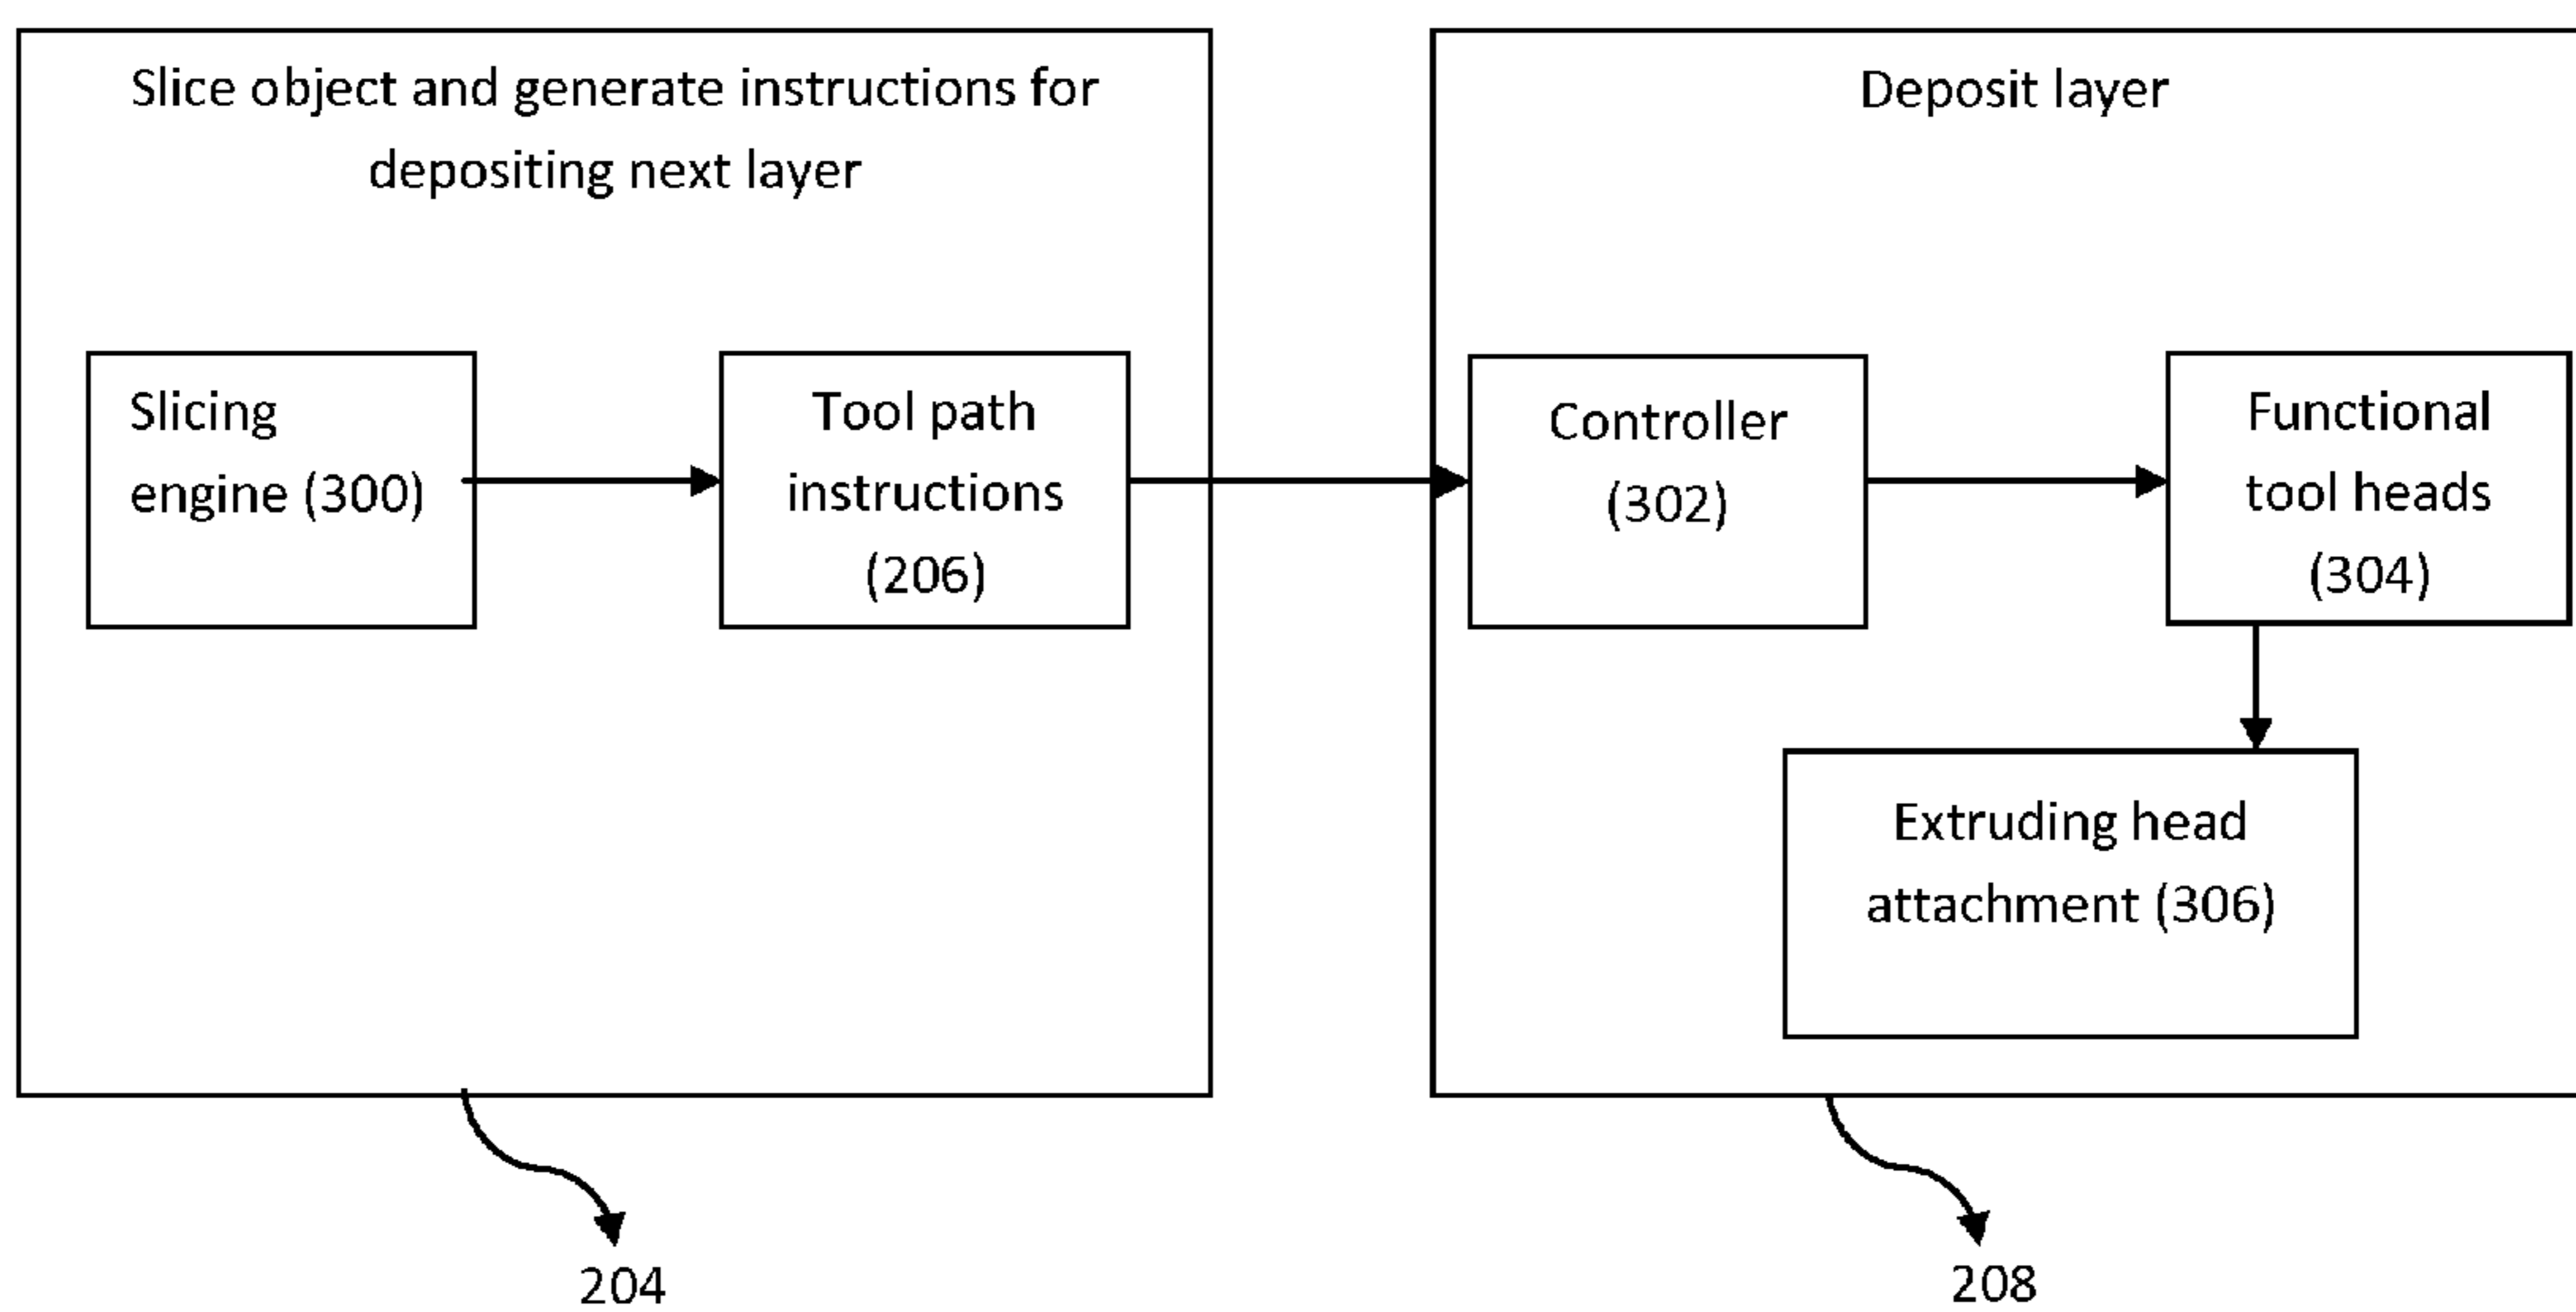 Slice object and generate instructions for
depositing next layer
Slicing
engine (300)
Tool path
instructions
(206)
204
Deposit layer
Controller
(302)
Functional
tool heads
(304)
Extruding head
attachment (306)
208